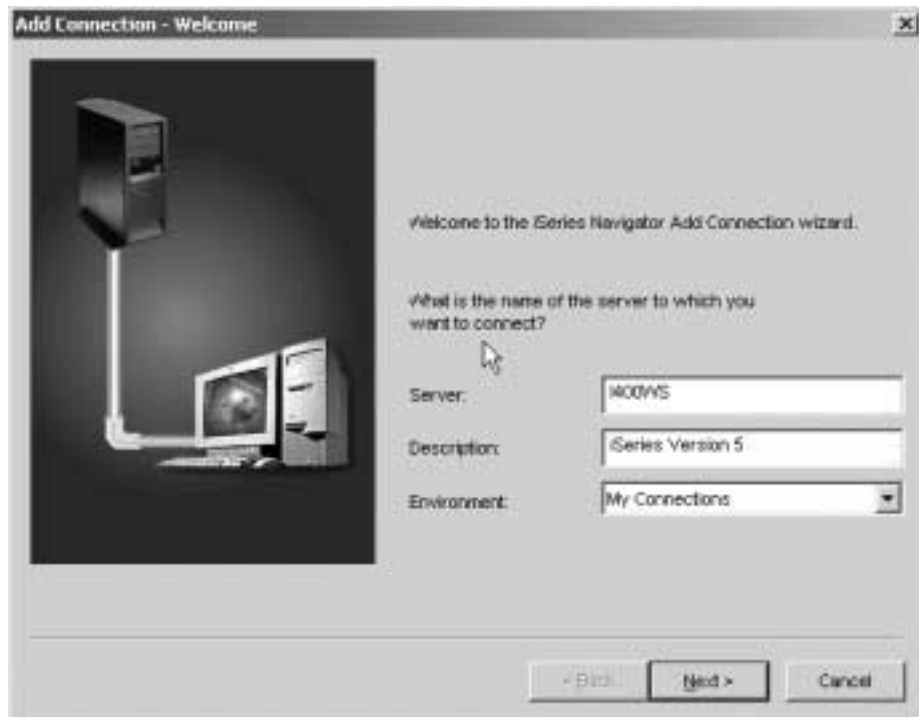 Add Connection - Welcome
Welcome to the iSeries Navigator Add Connection wizard.
What is the name of the server to which you
want to connect?
Server:
Description: iSeries Version 5
Environment: My Connections
< Back
Next >
Cancel